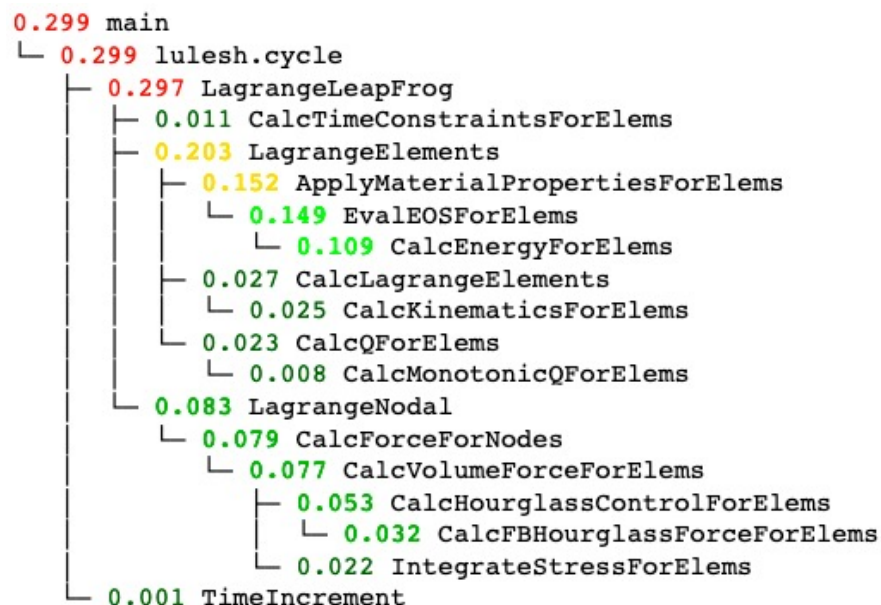 0.299 main
└─ 0.299 lulesh.cycle
   ├─ 0.297 LagrangeLeapFrog
   │  ├─ 0.011 CalcTimeConstraintsForElems
   │  ├─ 0.203 LagrangeElements
   │  │  ├─ 0.152 ApplyMaterialPropertiesForElems
   │  │  │  └─ 0.149 EvalEOSForElems
   │  │  │     └─ 0.109 CalcEnergyForElems
   │  │  ├─ 0.027 CalcLagrangeElements
   │  │  │  └─ 0.025 CalcKinematicsForElems
   │  │  └─ 0.023 CalcQForElems
   │  │     └─ 0.008 CalcMonotonicQForElems
   │  └─ 0.083 LagrangeNodal
   │     └─ 0.079 CalcForceForNodes
   │        └─ 0.077 CalcVolumeForceForElems
   │           ├─ 0.053 CalcHourglassControlForElems
   │           │  └─ 0.032 CalcFBHourglassForceForElems
   │           └─ 0.022 IntegrateStressForElems
   └─ 0.001 TimeIncrement